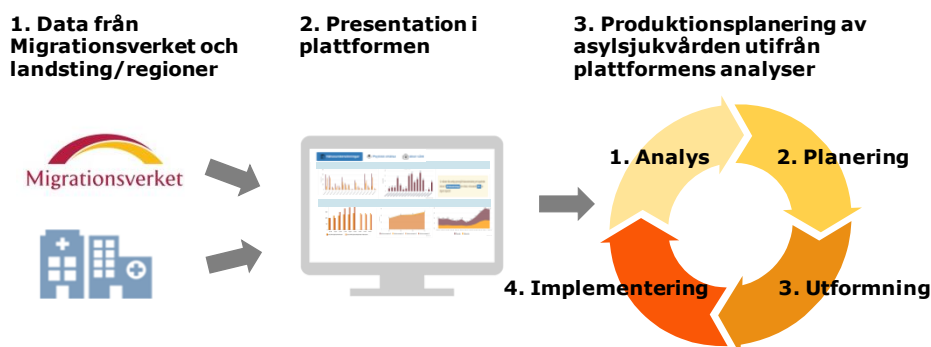 1. Data från
Migrationsverket och
landsting/regioner
2. Presentation i
plattformen
3. Produktionsplanering av
asylsjukvården utifrån
plattformens analyser
Migrationsverket
1. Analys
2. Planering
4. Implementering
3. Utformning